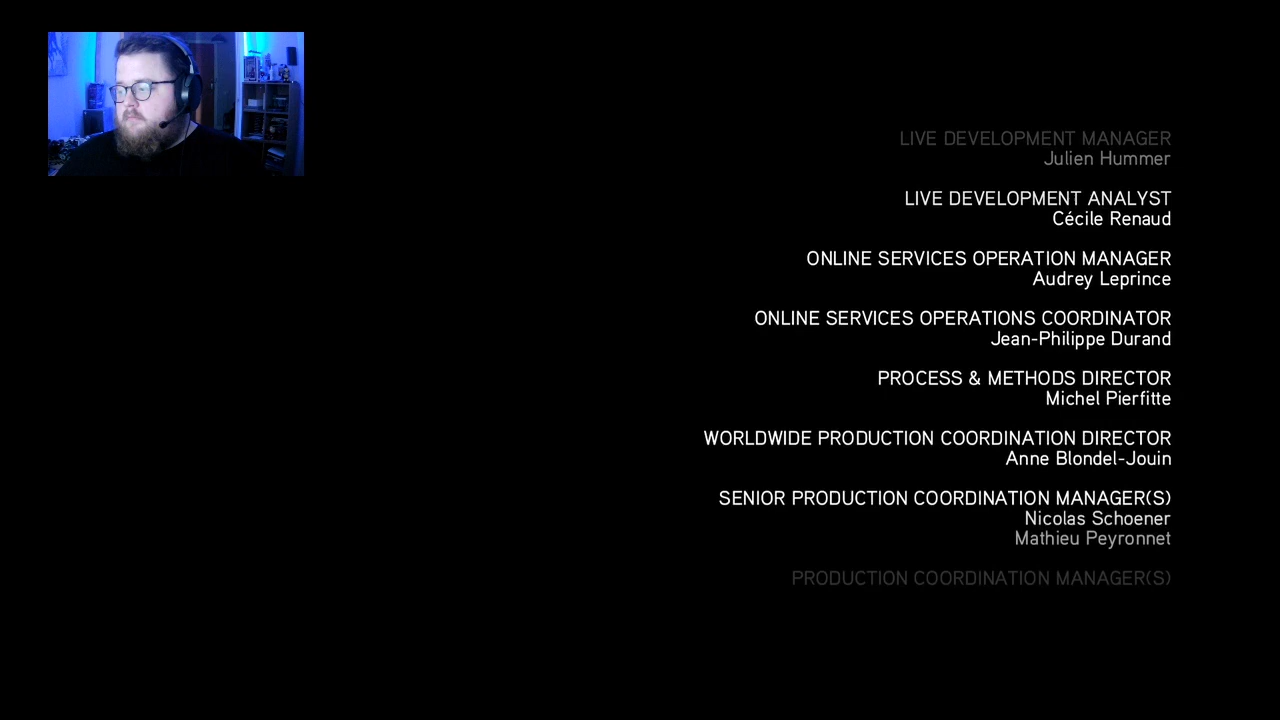 LIVE DEVELOPMENT MANAGER
Julien Hummer
LIVE DEVELOPMENT ANALYST
Cécile Renaud
ONLINE SERVICES OPERATION MANAGER
Audrey Leprince
ONLINE SERVICES OPERATIONS COORDINATOR
Jean-Philippe Durand
PROCESS & METHODS DIRECTOR
Michel Pierfitte
WORLDWIDE PRODUCTION COORDINATION DIRECTOR
Anne Blondel-Jouin
SENIOR PRODUCTION COORDINATION MANAGER(S)
Nicolas Schoener
Mathieu Peyronnet
PRODUCTION COORDINATION MANAGER(S)